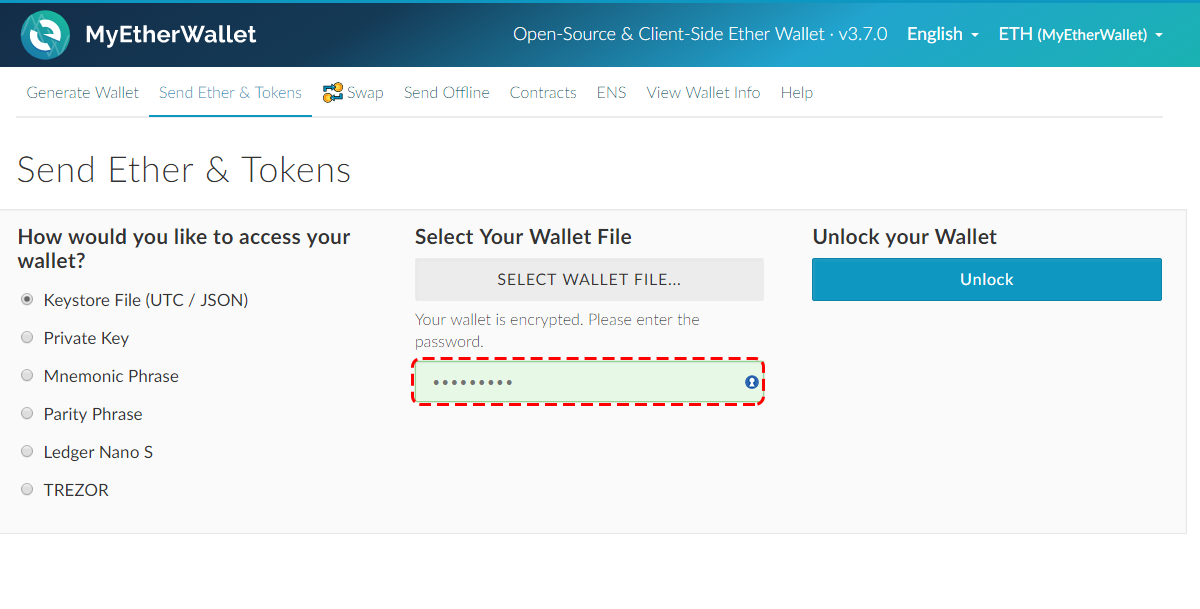 MyEtherWallet
Open-Source & Client-Side Ether Wallet · v3.7.0
English
ETH (MyEtherWallet)
Generate Wallet
Send Ether & Tokens
Swap
Send Offline
Contracts
ENS
View Wallet Info
Help
Send Ether & Tokens
How would you like to access your
wallet?
Keystore File (UTC / JSON)
Private Key
Mnemonic Phrase
Parity Phrase
Ledger Nano S
TREZOR
Select Your Wallet File
SELECT WALLET FILE...
Your wallet is encrypted. Please enter the
password.
•••••••••
Unlock your Wallet
Unlock